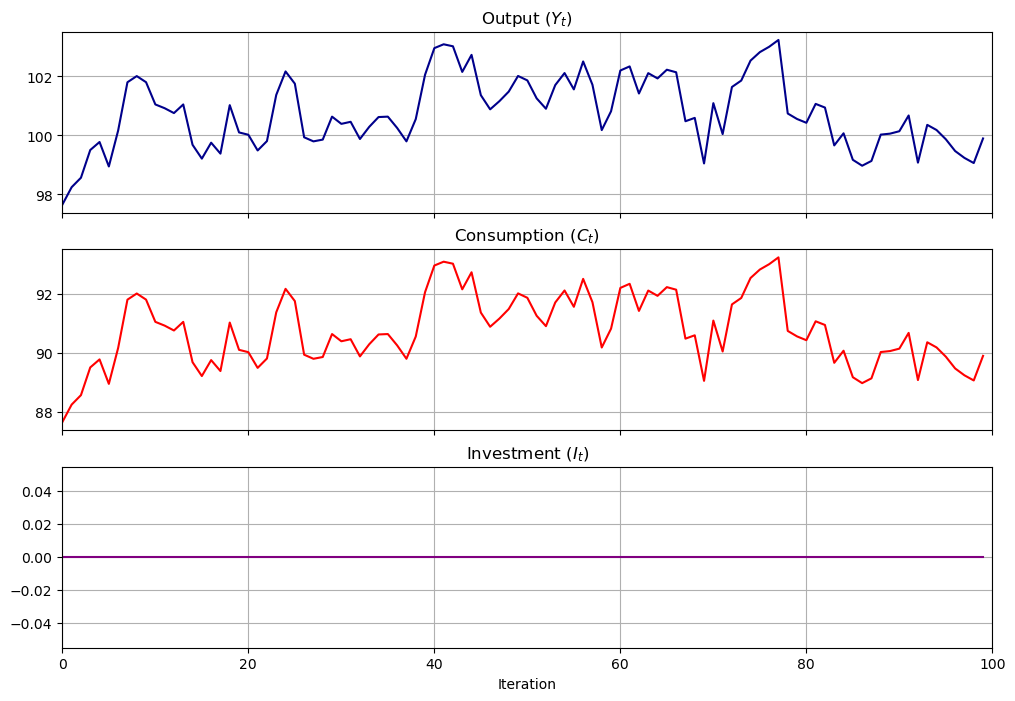 Output (Y_t)
102
100
98
Consumption (C_t)
92
90
88
Investment (I_t)
0.04
0.02
0.00
−0.02
−0.04
0 20 40 60 80 100
Iteration